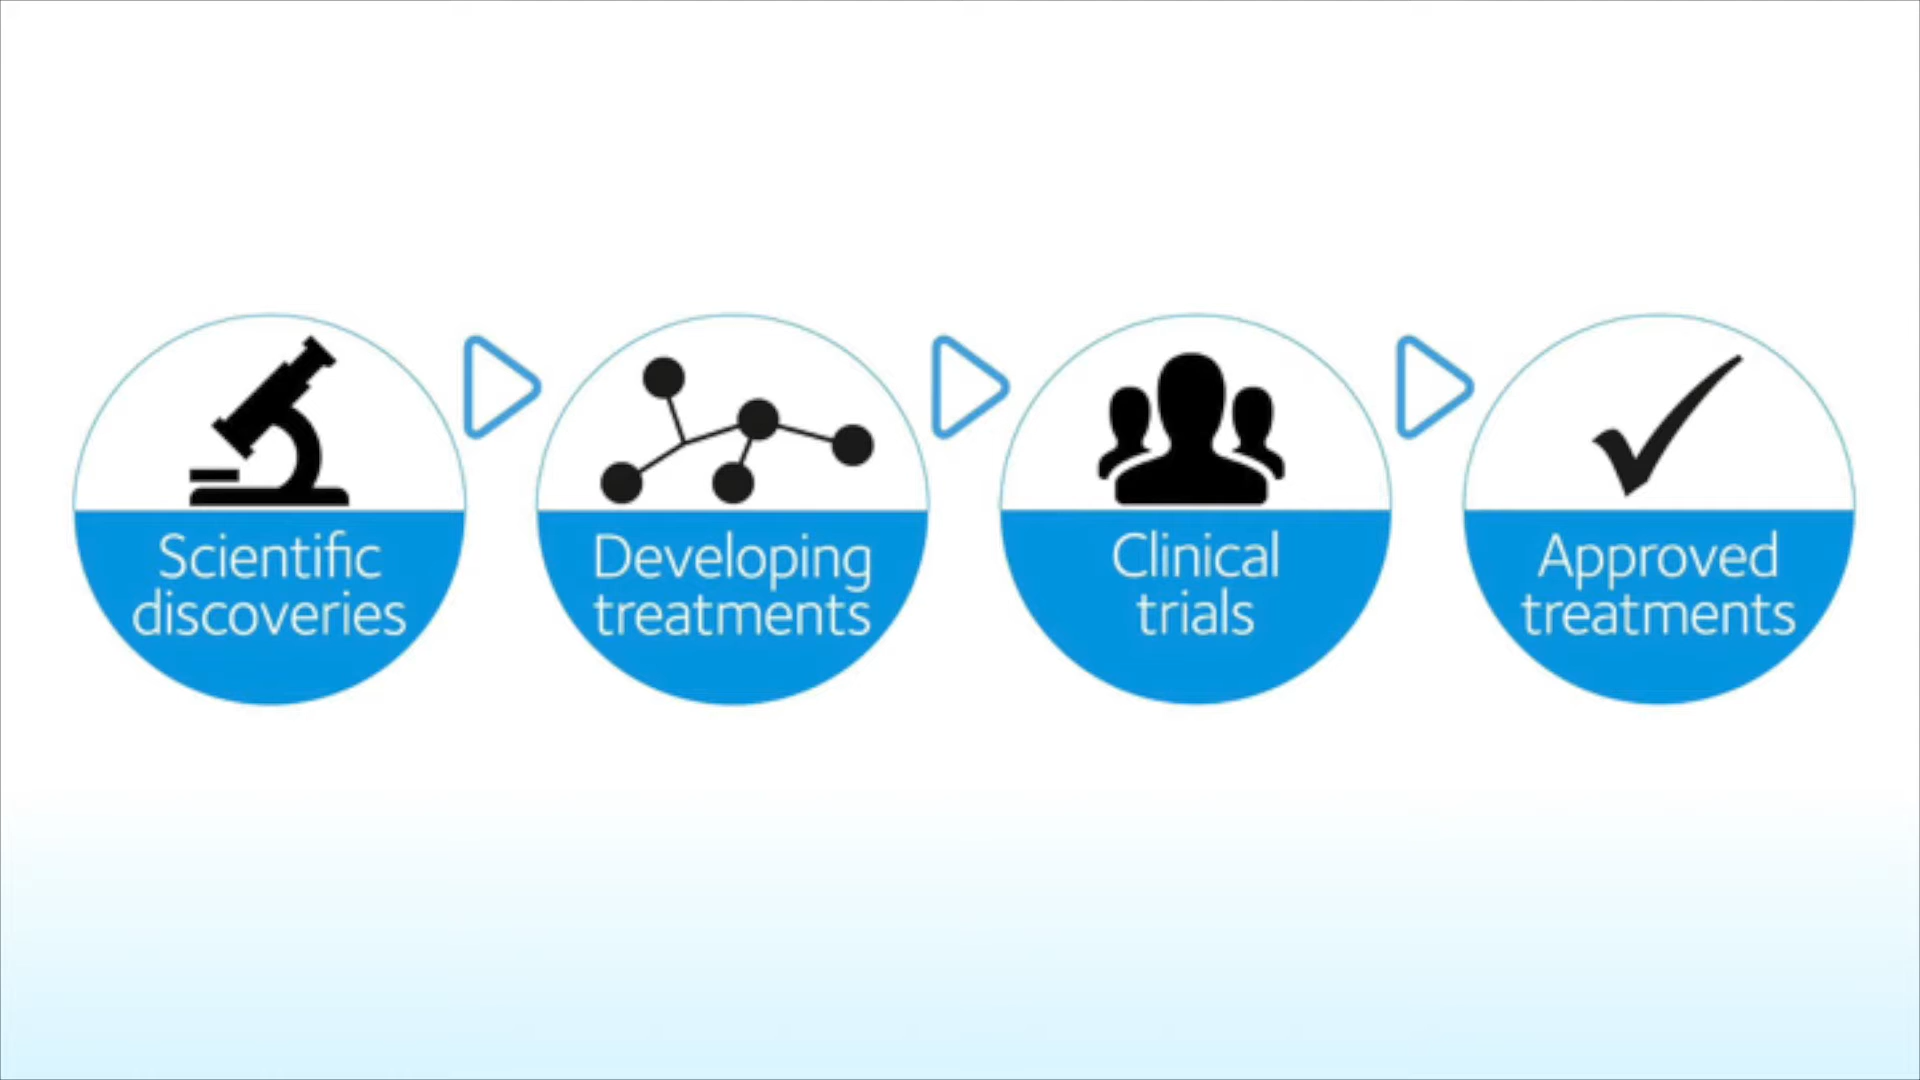 Scientific
discoveries
Developing
treatments
Clinical
trials
Approved
treatments